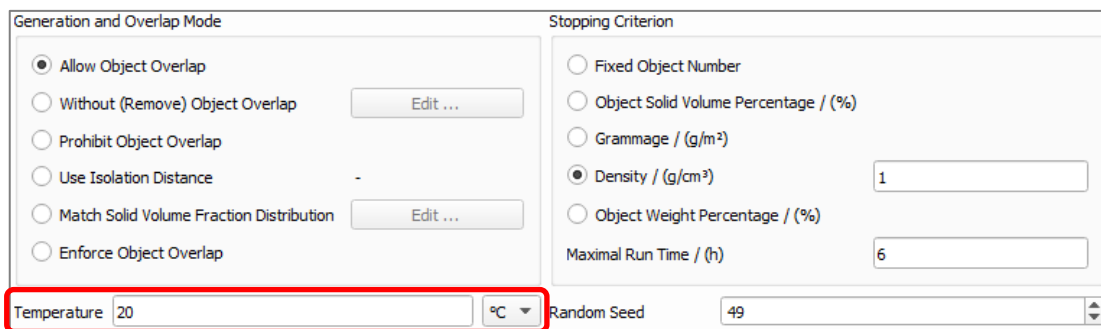 Generation and Overlap Mode
Allow Object Overlap
Without (Remove) Object Overlap Edit ...
Prohibit Object Overlap
Use Isolation Distance -
Match Solid Volume Fraction Distribution Edit ...
Enforce Object Overlap
Temperature 20 °C
Stopping Criterion
Fixed Object Number
Object Solid Volume Percentage / (%)
Grammage / (g/m²)
Density / (g/cm³) 1
Object Weight Percentage / (%)
Maximal Run Time / (h) 6
Random Seed 49